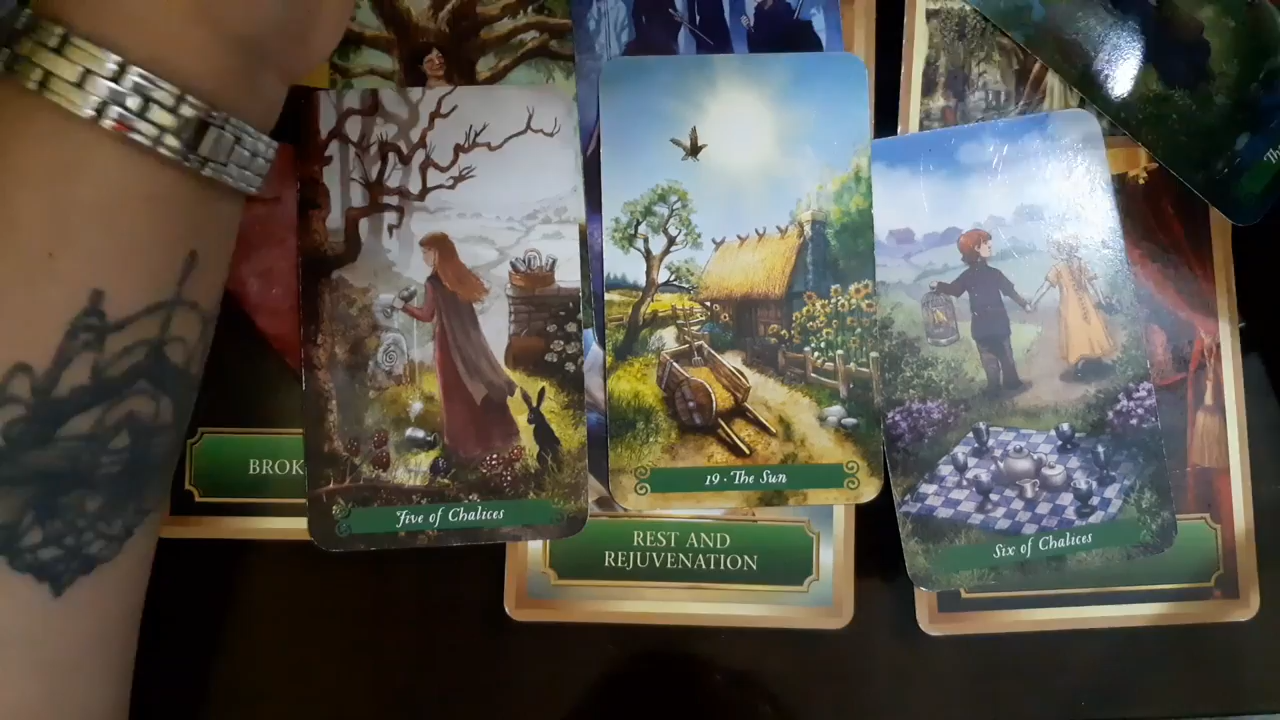 BROK
Five of Chalices
19 · The Sun
REST AND
REJUVENATION
Six of Chalices